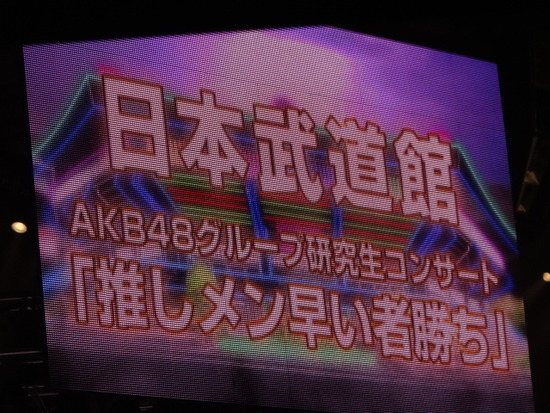 日本武道館
AKB48グループ研究生コンサート
「推しメン早い者勝ち」